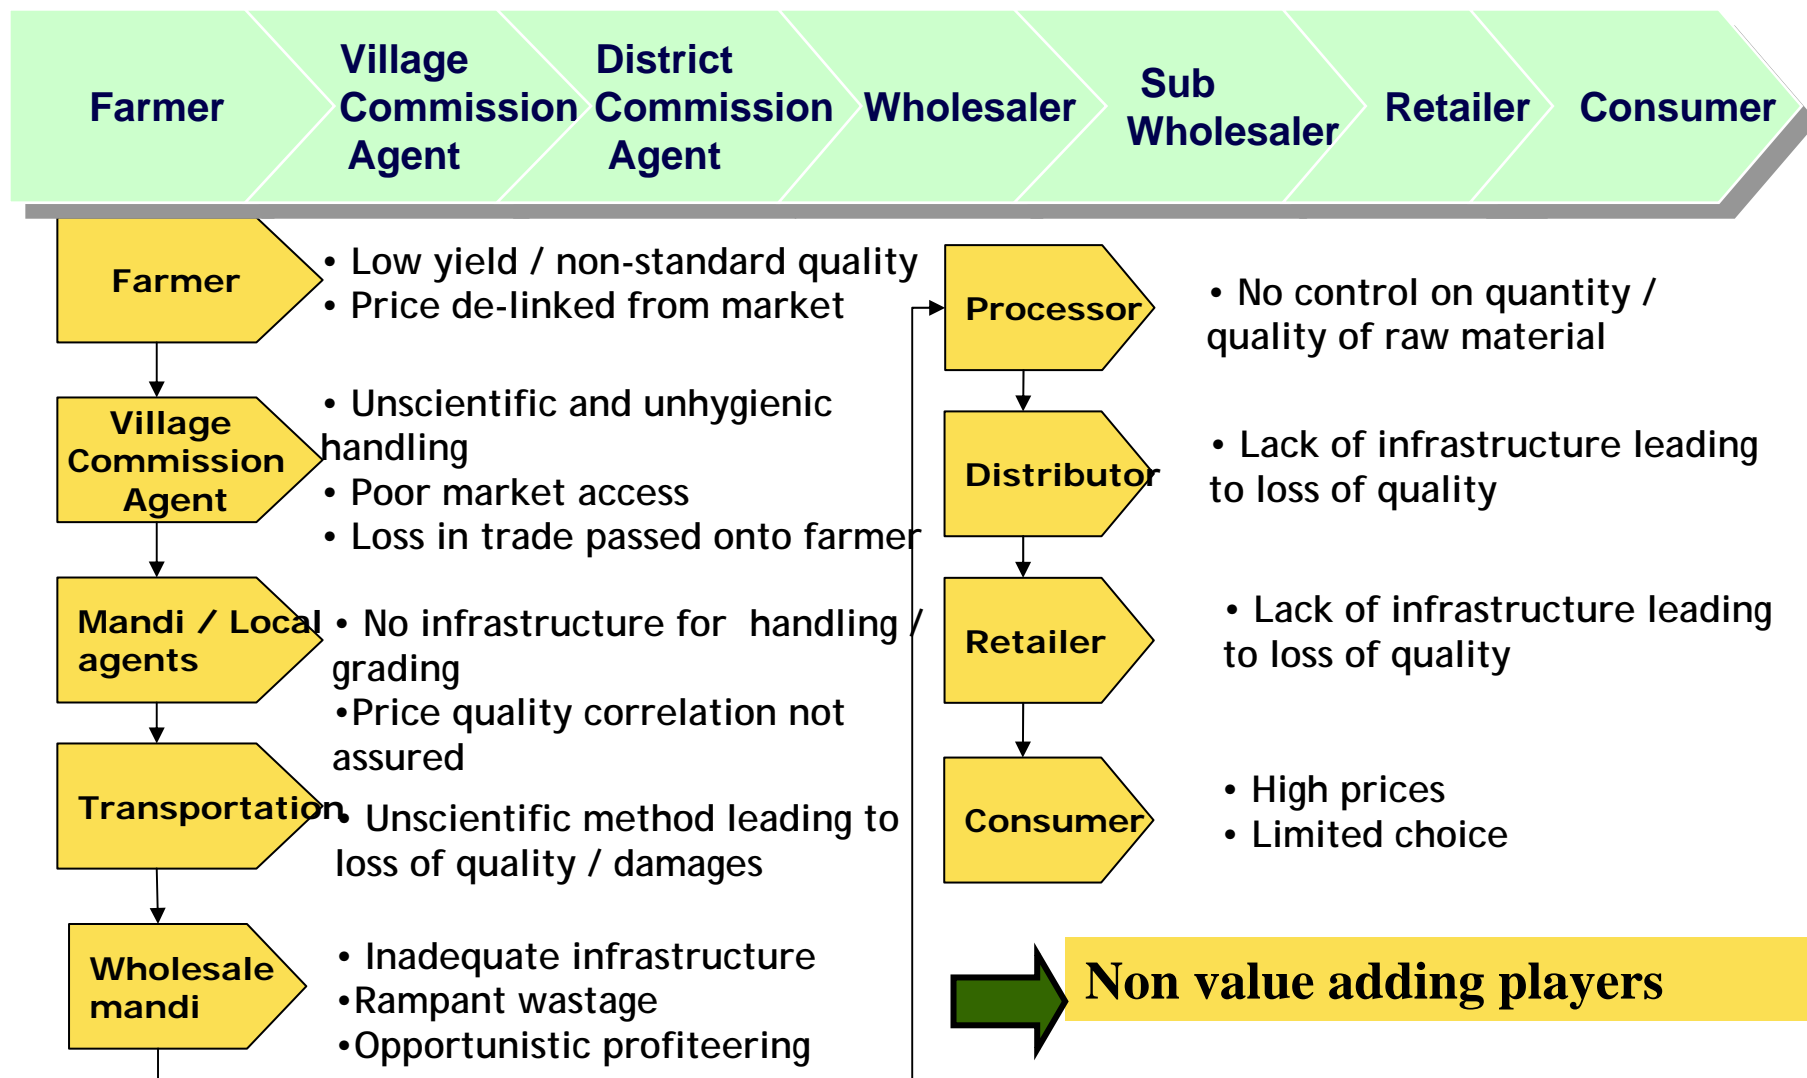 Farmer
Village
Commission
Agent
District
Commission
Agent
Wholesaler
Sub
Wholesaler
Retailer
Consumer
Farmer
• Low yield / non-standard quality
• Price de-linked from market
Village
Commission
Agent
• Unscientific and unhygienic
handling
• Poor market access
• Loss in trade passed onto farmer
Mandi / Local
agents
• No infrastructure for handling /
grading
•Price quality correlation not
assured
Transportation
• Unscientific method leading to
loss of quality / damages
Wholesale
mandi
• Inadequate infrastructure
•Rampant wastage
•Opportunistic profiteering
Processor
• No control on quantity /
quality of raw material
Distributor
• Lack of infrastructure leading
to loss of quality
Retailer
• Lack of infrastructure leading
to loss of quality
Consumer
• High prices
• Limited choice
Non value adding players